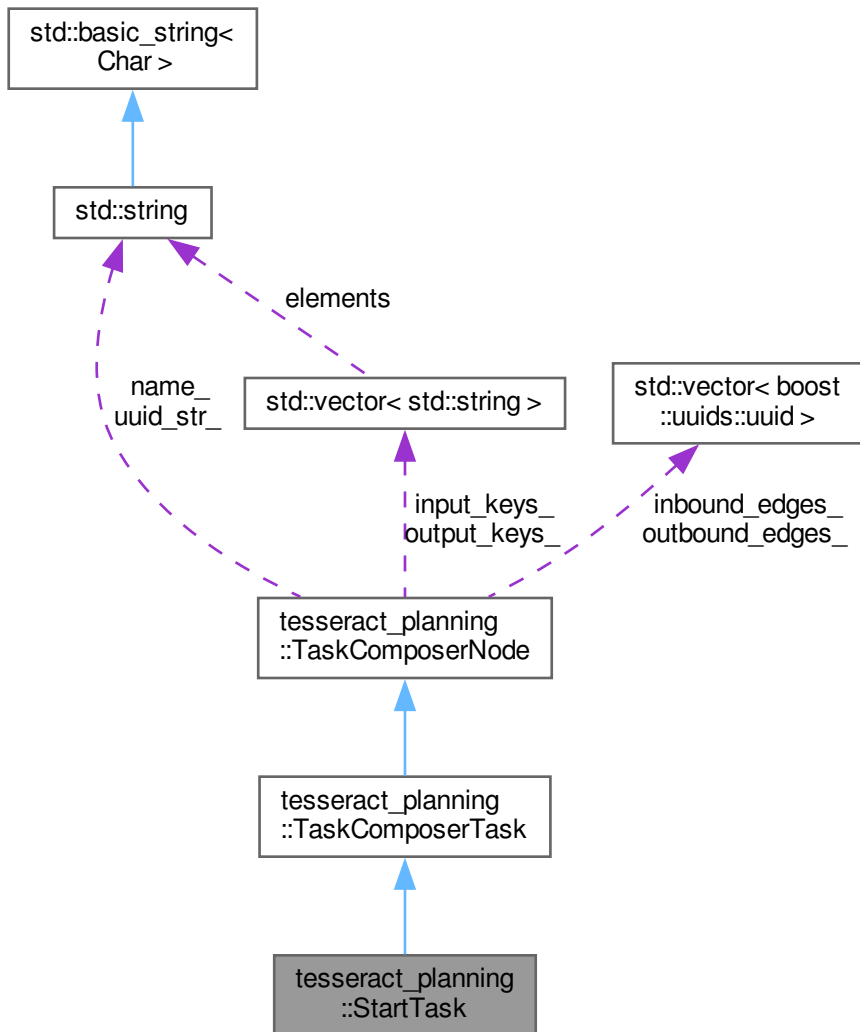 std::basic_string<
Char >
std::string
elements
name_
uuid_str_
std::vector< std::string >
std::vector< boost
::uuids::uuid >
input_keys_
output_keys_
inbound_edges_
outbound_edges_
tesseract_planning
::TaskComposerNode
tesseract_planning
::TaskComposerTask
tesseract_planning
::StartTask